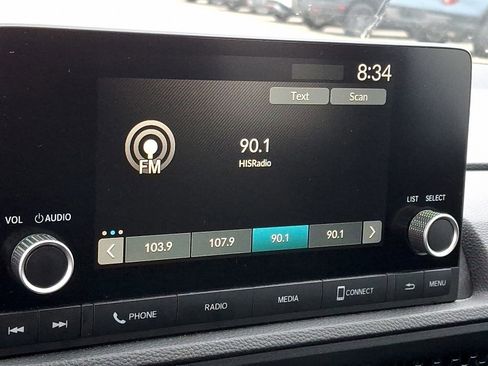 8:34
Text Scan
90.1
HISRadio
FM
VOL AUDIO
LIST SELECT
103.9 107.9 90.1 90.1
PHONE RADIO MEDIA CONNECT MENU